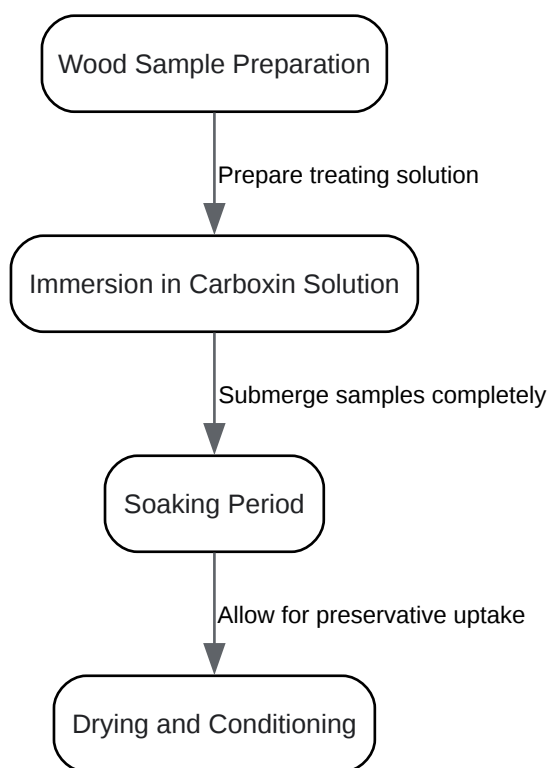 Wood Sample Preparation
Prepare treating solution
Immersion in Carboxin Solution
Submerge samples completely
Soaking Period
Allow for preservative uptake
Drying and Conditioning